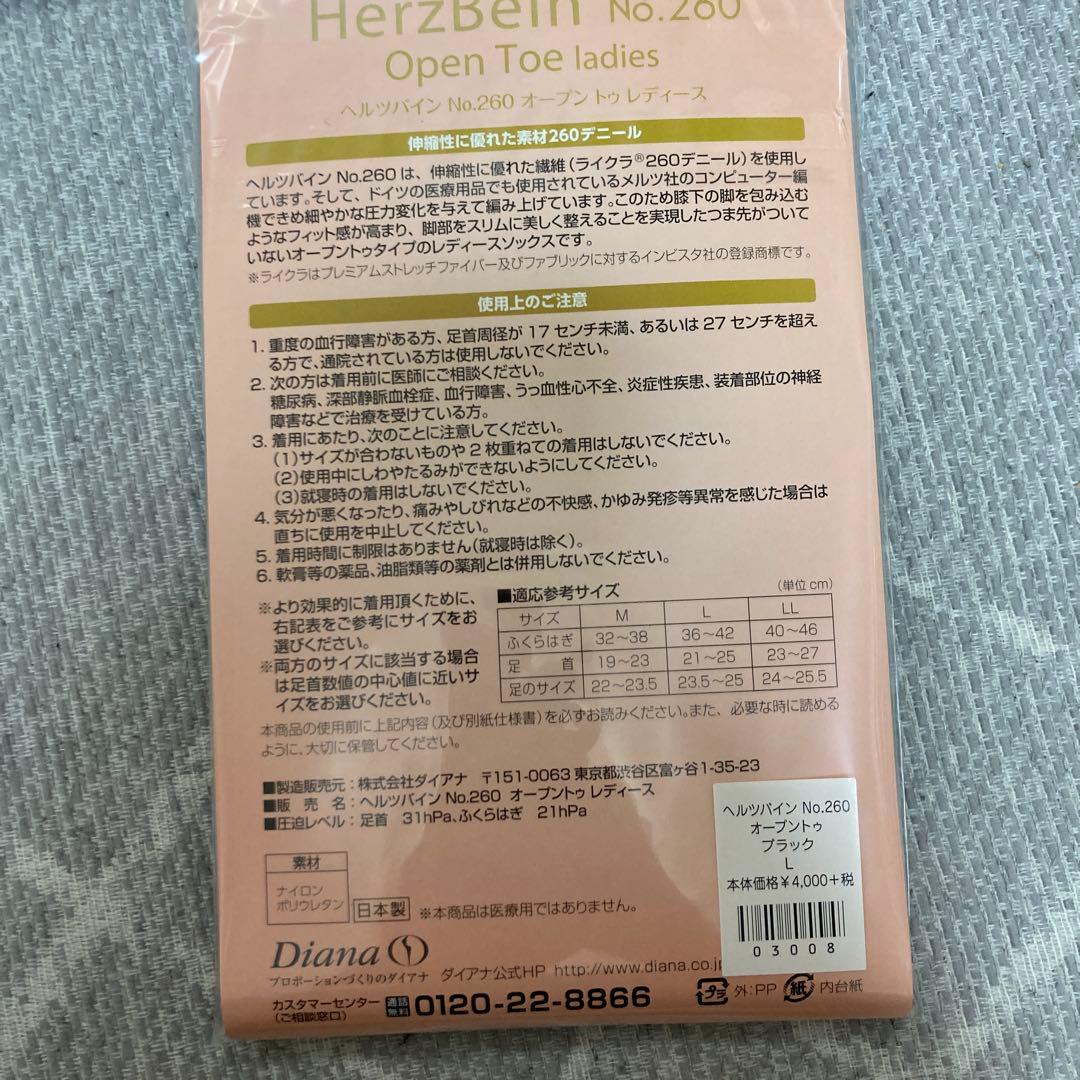 HerzBein No.260
Open Toe ladies
ヘルツバイン No.260 オープントゥ レディース
伸縮性に優れた素材260デニール
ヘルツバイン No.260 は、伸縮性に優れた繊維（ライクラ®260デニール）を使用し
ています。そして、ドイツの医療用品でも使用されているメルツ社のコンピューター編
機できめ細やかな圧力変化を与えて編み上げています。このため膝下の脚を包み込む
ようなフィット感が高まり、脚部をスリムに美しく整えることを実現したつま先がついて
いないオープントゥタイプのレディースソックスです。
※ライクラはプレミアムストレッチファイバー及びファブリックに対するインビスタ社の登録商標です。
使用上のご注意
1. 重度の血行障害がある方、足首周径が 17 センチ未満、あるいは 27 センチを超え
る方で、通院されている方は使用しないでください。
2. 次の方は着用前に医師にご相談ください。
糖尿病、深部静脈血栓症、血行障害、うっ血性心不全、炎症性疾患、装着部位の神経
障害などで治療を受けている方。
3. 着用にあたり、次のことに注意してください。
（1）サイズが合わないものや 2 枚重ねての着用はしないでください。
（2）使用中にしわやたるみができないようにしてください。
（3）就寝時の着用はしないでください。
4. 気分が悪くなったり、痛みやしびれなどの不快感、かゆみ発疹等異常を感じた場合は
直ちに使用を中止してください。
5. 着用時間に制限はありません（就寝時は除く）。
6. 軟膏等の薬品、油脂類等の薬剤とは併用しないでください。
※より効果的に着用頂くために、
右記表をご参考にサイズをお
選びください。
※両方のサイズに該当する場合
は足首数値の中心値に近いサ
イズをお選びください。
■適応参考サイズ （単位 cm）
サイズ M L LL
ふくらはぎ 32〜38 36〜42 40〜46
足 首 19〜23 21〜25 23〜27
足のサイズ 22〜23.5 23.5〜25 24〜25.5
本商品の使用前に上記内容（及び別紙仕様書）を必ずお読みください。また、必要な時に読める
ように、大切に保管してください。
■製造販売元：株式会社ダイアナ 〒151-0063 東京都渋谷区富ヶ谷1-35-23
■販 売 名：ヘルツバイン No.260 オープントゥ レディース
■圧迫レベル：足首 31hPa、ふくらはぎ 21hPa
素材
ナイロン
ポリウレタン
日本製 ※本商品は医療用ではありません。
Diana
プロポーションづくりのダイアナ
ダイアナ公式HP http://www.diana.co.j
カスタマーセンター
（ご相談窓口）
通話
無料
0120-22-8866
ヘルツバイン No.260
オープントゥ
ブラック
L
本体価格￥4,000+税
03008
プラ 外：PP 紙 内台紙